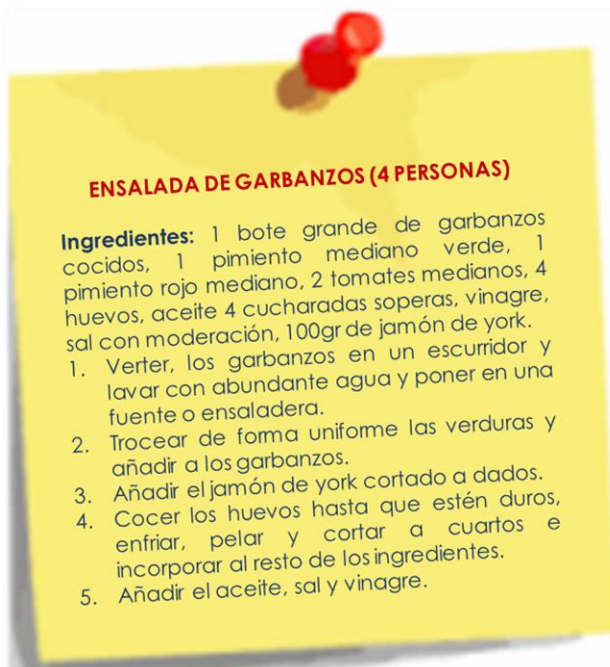 ENSALADA DE GARBANZOS (4 PERSONAS)
Ingredientes: 1 bote grande de garbanzos
cocidos, 1 pimiento mediano verde, 1
pimiento rojo mediano, 2 tomates medianos, 4
huevos, aceite 4 cucharadas soperas, vinagre,
sal con moderación, 100gr de jamón de york.
1. Verter, los garbanzos en un escurridor y
lavar con abundante agua y poner en una
fuente o ensaladera.
2. Trocear de forma uniforme las verduras y
añadir a los garbanzos.
3. Añadir el jamón de york cortado a dados.
4. Cocer los huevos hasta que estén duros,
enfriar, pelar y cortar a cuartos e
incorporar al resto de los ingredientes.
5. Añadir el aceite, sal y vinagre.